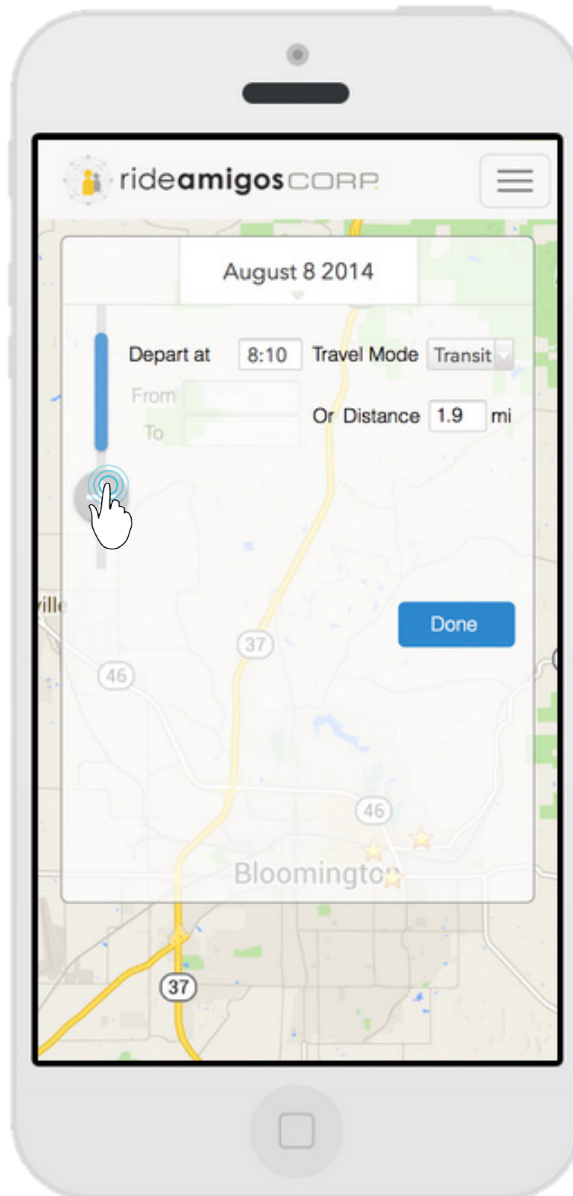 rideamigosCORP.
August 8 2014
Depart at 8:10 Travel Mode Transit
From
Or Distance 1.9 mi
To
ville
Done
37
46
46
Bloomington
37